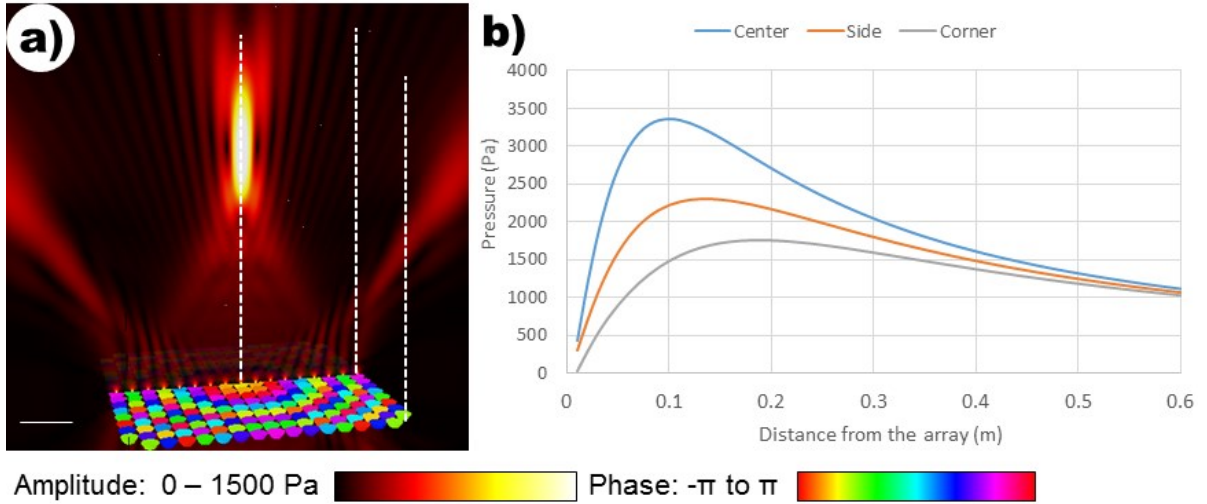 a)
b)
Center Side Corner
4000
3500
3000
2500
2000
1500
1000
500
0
Pressure (Pa)
0 0.1 0.2 0.3 0.4 0.5 0.6
Distance from the array (m)
Amplitude: 0 – 1500 Pa Phase: -π to π